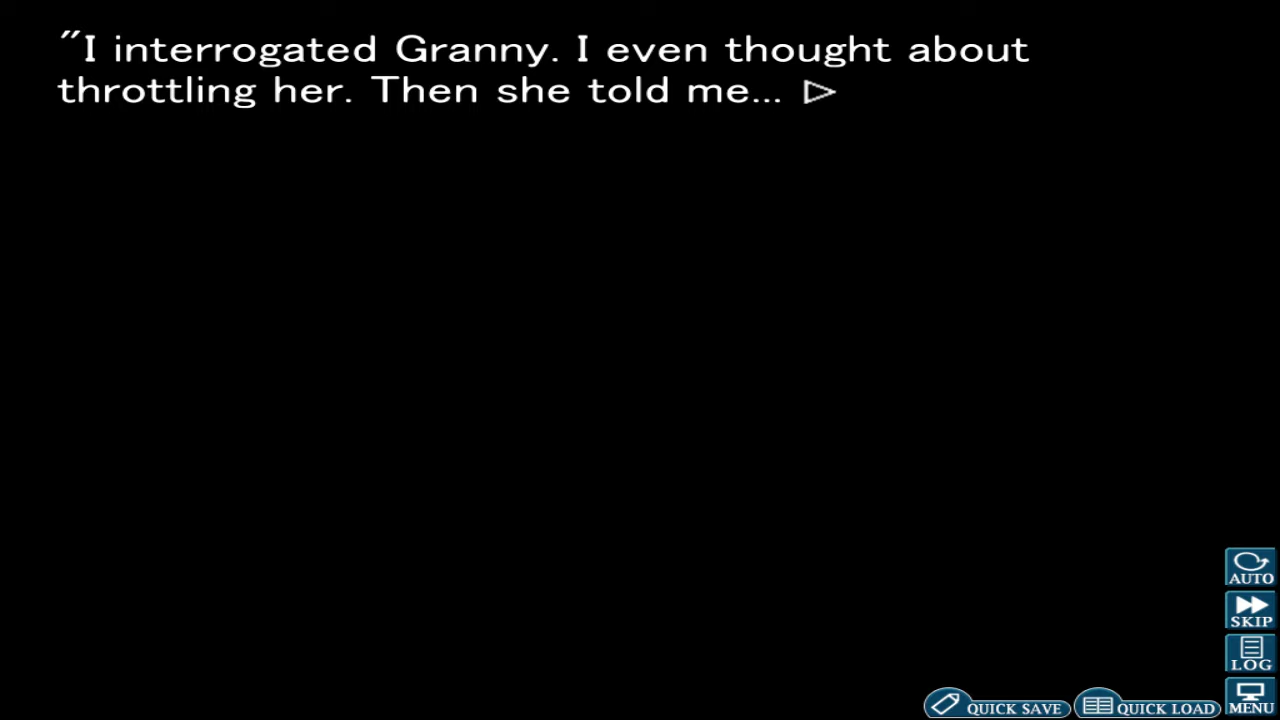 "I interrogated Granny. I even thought about
throttling her. Then she told me...
AUTO
SKIP
LOG
QUICK SAVE
QUICK LOAD
MENU